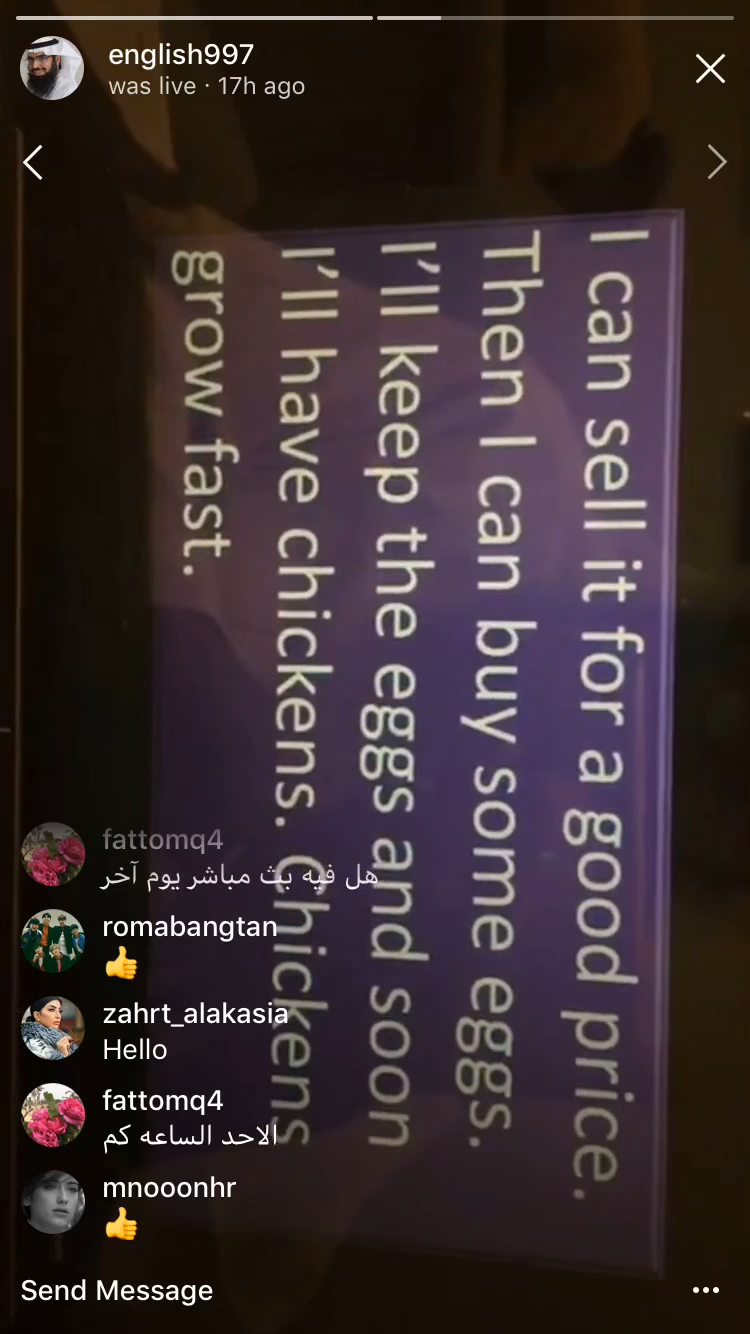 english997
was live · 17h ago
I can sell it for a good price.
Then I can buy some eggs.
I'll keep the eggs and soon
I'll have chickens. Chickens
grow fast.
fattomq4
هل فيه بث مباشر يوم آخر
romabangtan
👍
zahrt_alakasia
Hello
fattomq4
الاحد الساعه كم
mnooonhr
👍
Send Message